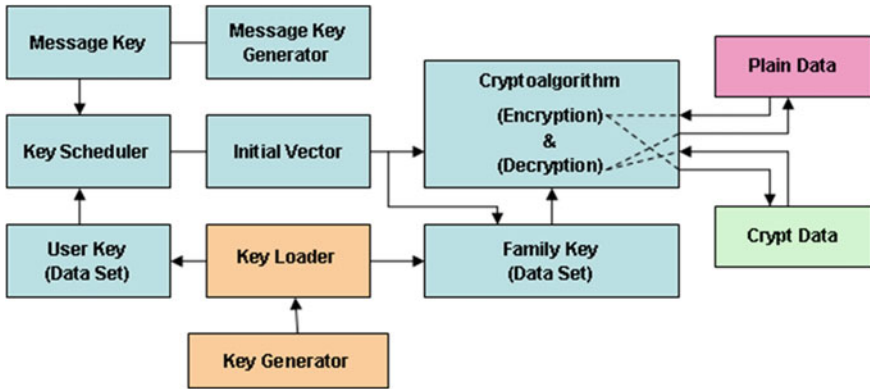 Message Key
Message Key
Generator
Cryptoalgorithm
(Encryption)
&
(Decryption)
Plain Data
Key Scheduler
Initial Vector
User Key
(Data Set)
Key Loader
Family Key
(Data Set)
Crypt Data
Key Generator